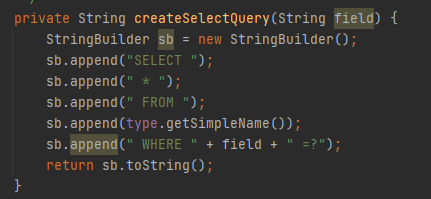 private String createSelectQuery(String field) {
    StringBuilder sb = new StringBuilder();
    sb.append("SELECT ");
    sb.append(" * ");
    sb.append(" FROM ");
    sb.append(type.getSimpleName());
    sb.append(" WHERE " + field + " =?");
    return sb.toString();
}